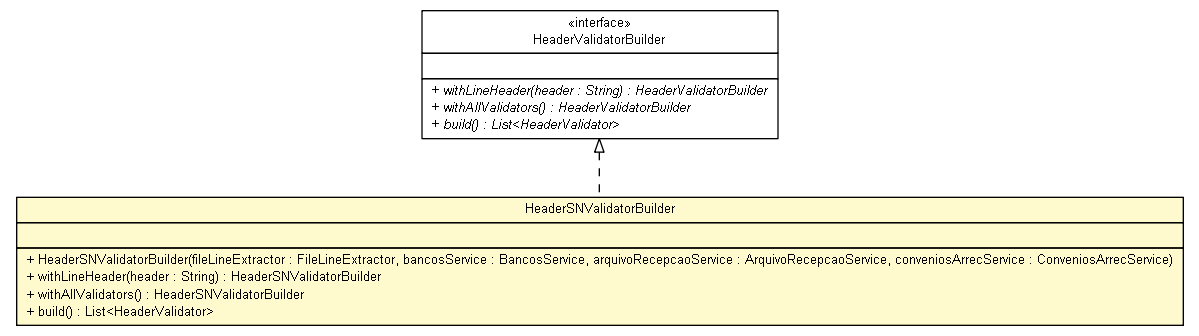 «interface»
HeaderValidatorBuilder
+ withLineHeader(header : String) : HeaderValidatorBuilder
+ withAllValidators() : HeaderValidatorBuilder
+ build() : List<HeaderValidator>
HeaderSNValidatorBuilder
+ HeaderSNValidatorBuilder(fileLineExtractor : FileLineExtractor, bancosService : BancosService, arquivoRecepcaoService : ArquivoRecepcaoService, conveniosArrecService : ConveniosArrecService)
+ withLineHeader(header : String) : HeaderSNValidatorBuilder
+ withAllValidators() : HeaderSNValidatorBuilder
+ build() : List<HeaderValidator>